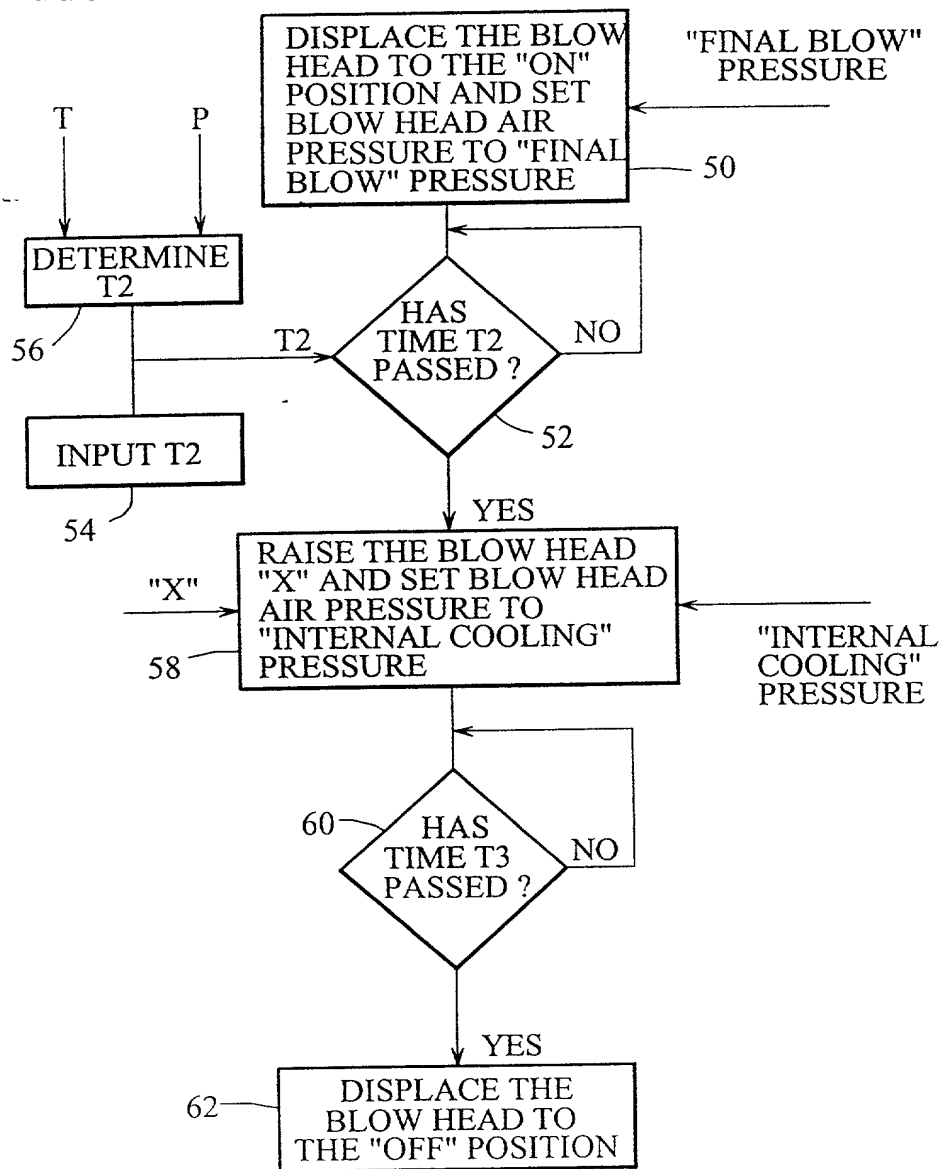 DISPLACE THE BLOW
HEAD TO THE "ON"
POSITION AND SET
BLOW HEAD AIR
PRESSURE TO "FINAL
BLOW" PRESSURE
"FINAL BLOW"
PRESSURE
50
T
P
DETERMINE
T2
56
T2
HAS
TIME T2
PASSED ?
NO
52
INPUT T2
54
YES
RAISE THE BLOW HEAD
"X" AND SET BLOW HEAD
AIR PRESSURE TO
"INTERNAL COOLING"
PRESSURE
"X"
58
"INTERNAL
COOLING"
PRESSURE
60
HAS
TIME T3
PASSED ?
NO
YES
62
DISPLACE THE
BLOW HEAD TO
THE "OFF" POSITION